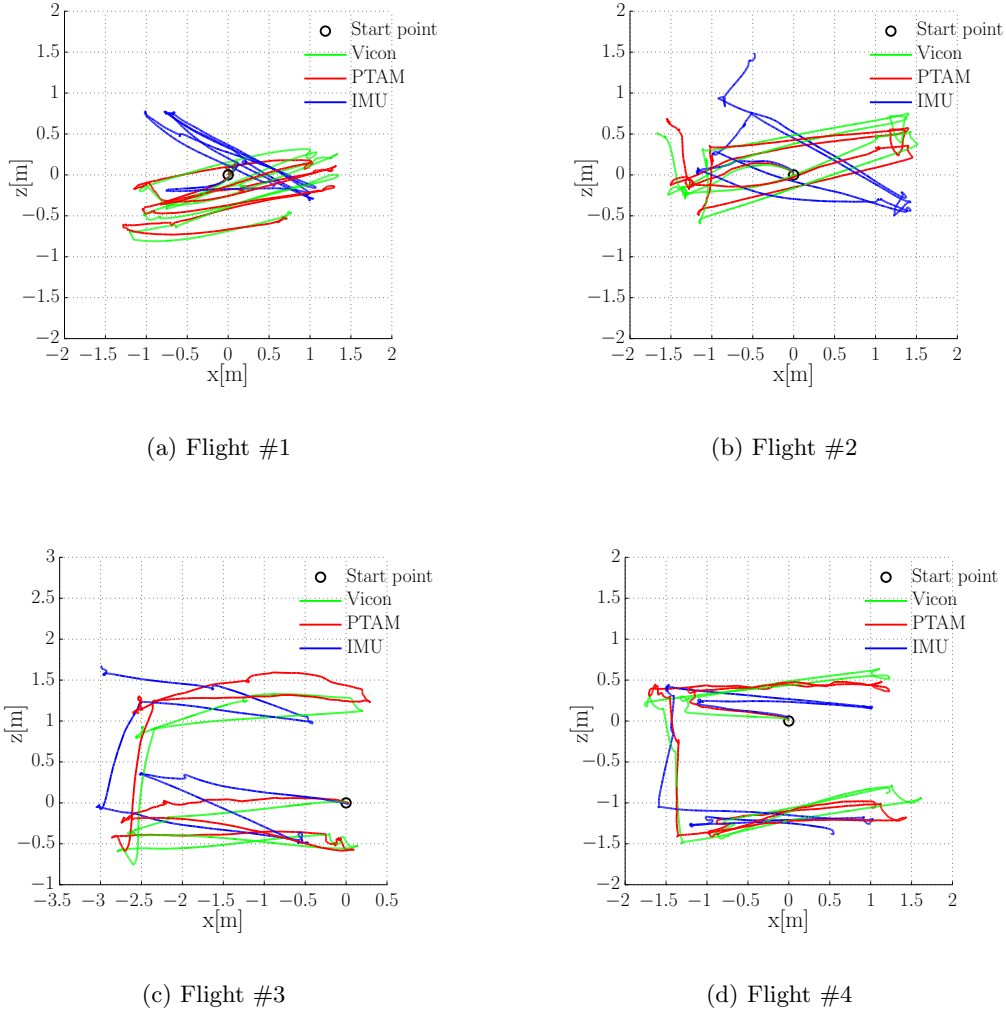 2
1.5
1
0.5
0
−0.5
−1
−1.5
−2
z[m]
−2 −1.5 −1 −0.5 0 0.5 1 1.5 2
x[m]
Start point
Vicon
PTAM
IMU
(a) Flight #1
2
1.5
1
0.5
0
−0.5
−1
−1.5
−2
z[m]
−2 −1.5 −1 −0.5 0 0.5 1 1.5 2
x[m]
Start point
Vicon
PTAM
IMU
(b) Flight #2
3
2.5
2
1.5
1
0.5
0
−0.5
−1
z[m]
−3.5 −3 −2.5 −2 −1.5 −1 −0.5 0 0.5
x[m]
Start point
Vicon
PTAM
IMU
(c) Flight #3
2
1.5
1
0.5
0
−0.5
−1
−1.5
−2
z[m]
−2 −1.5 −1 −0.5 0 0.5 1 1.5 2
x[m]
Start point
Vicon
PTAM
IMU
(d) Flight #4